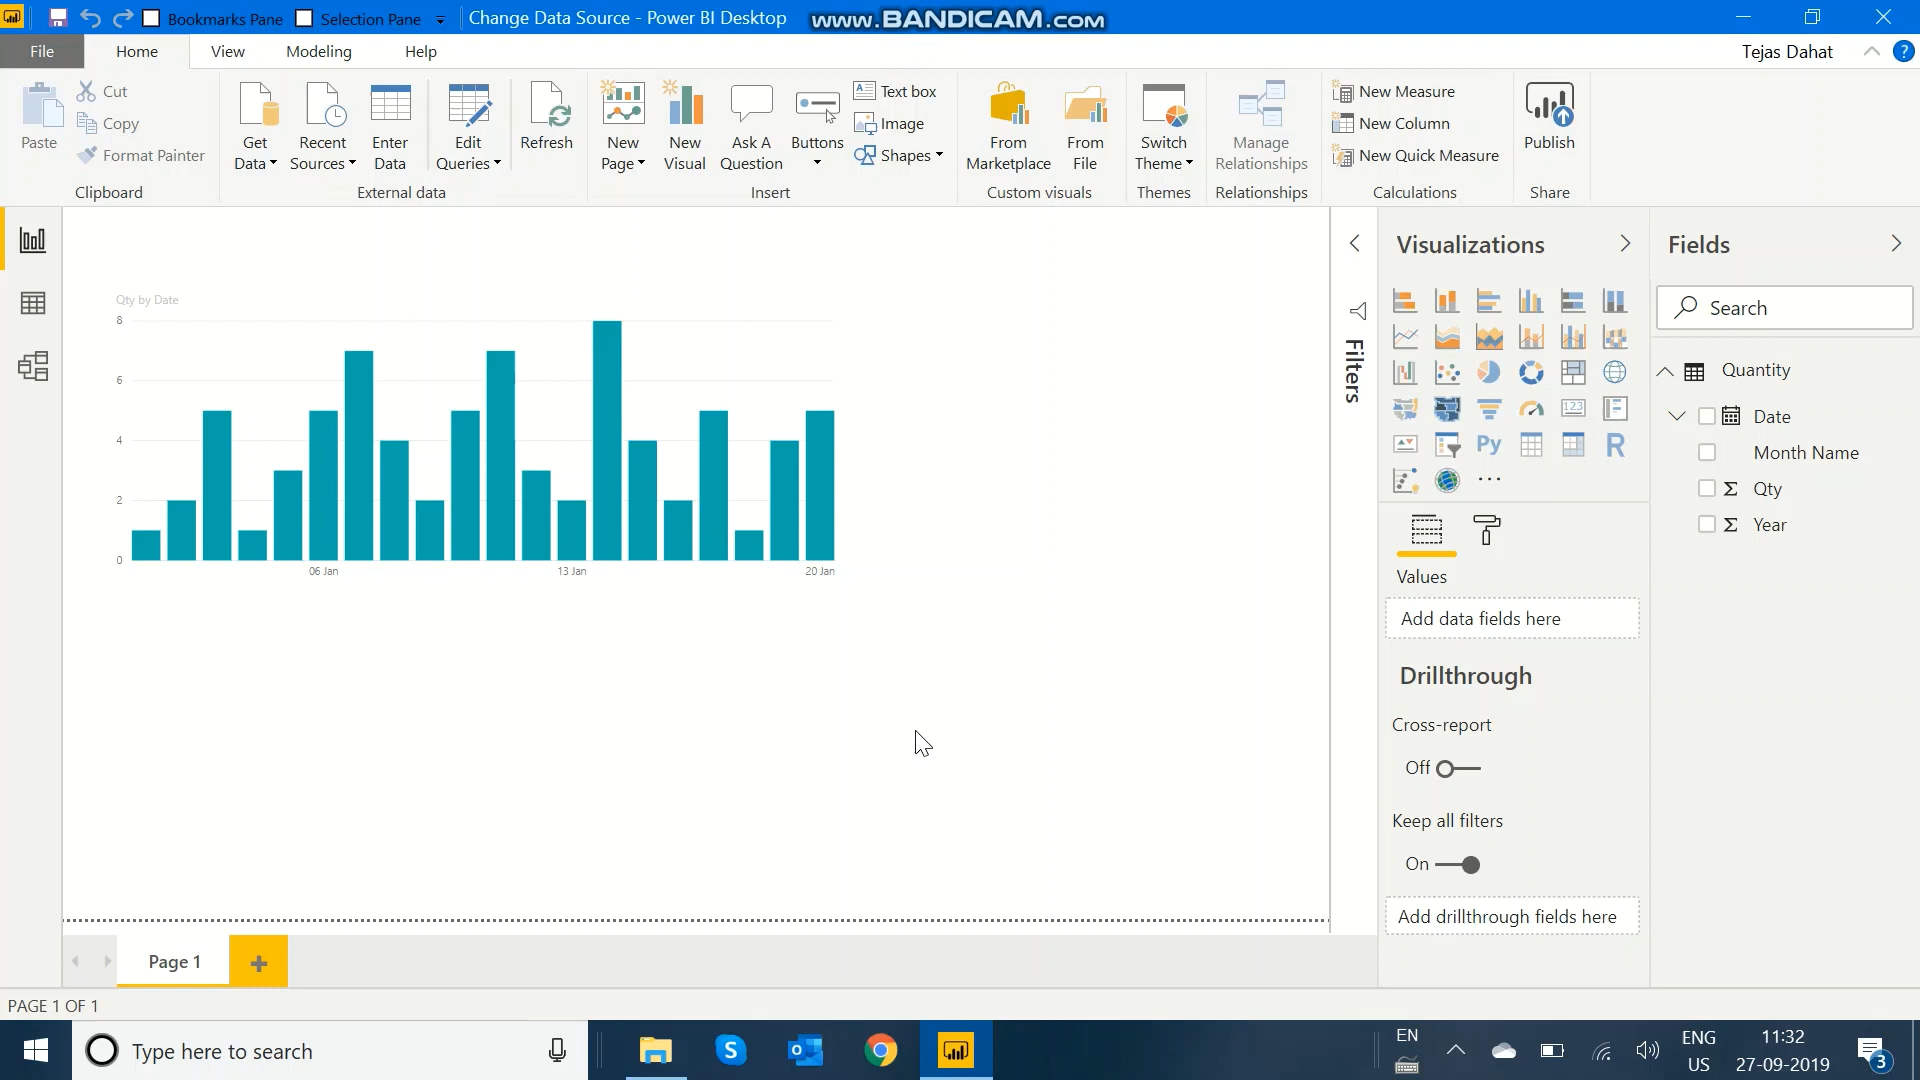 Bookmarks Pane Selection Pane Change Data Source - Power BI Desktop www.BANDICAM.com
File Home View Modeling Help Tejas Dahat ?
Paste
Cut
Copy
Format Painter
Clipboard
Get Data
Recent Sources
Enter Data
Edit Queries
Refresh
External data
New Page
New Visual
Ask A Question
Buttons
Text box
Image
Shapes
Insert
From Marketplace
From File
Custom visuals
Switch Theme
Themes
Manage Relationships
Relationships
New Measure
New Column
New Quick Measure
Calculations
Publish
Share
Qty by Date
8
6
4
2
0
06 Jan 13 Jan 20 Jan
Filters
Visualizations
123
Py
R
Values
Add data fields here
Drillthrough
Cross-report
Off
Keep all filters
On
Add drillthrough fields here
Fields
Search
Quantity
Date
Month Name
Σ Qty
Σ Year
Page 1
PAGE 1 OF 1
Type here to search
EN
ENG
US
11:32
27-09-2019
3